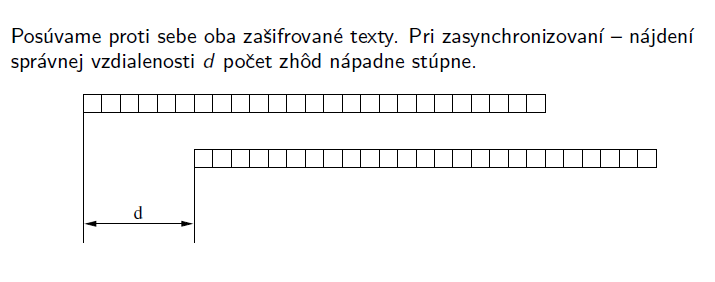 Posúvame proti sebe oba zašifrované texty. Pri zasynchronizovaní – nájdení
správnej vzdialenosti d počet zhôd nápadne stúpne.
d